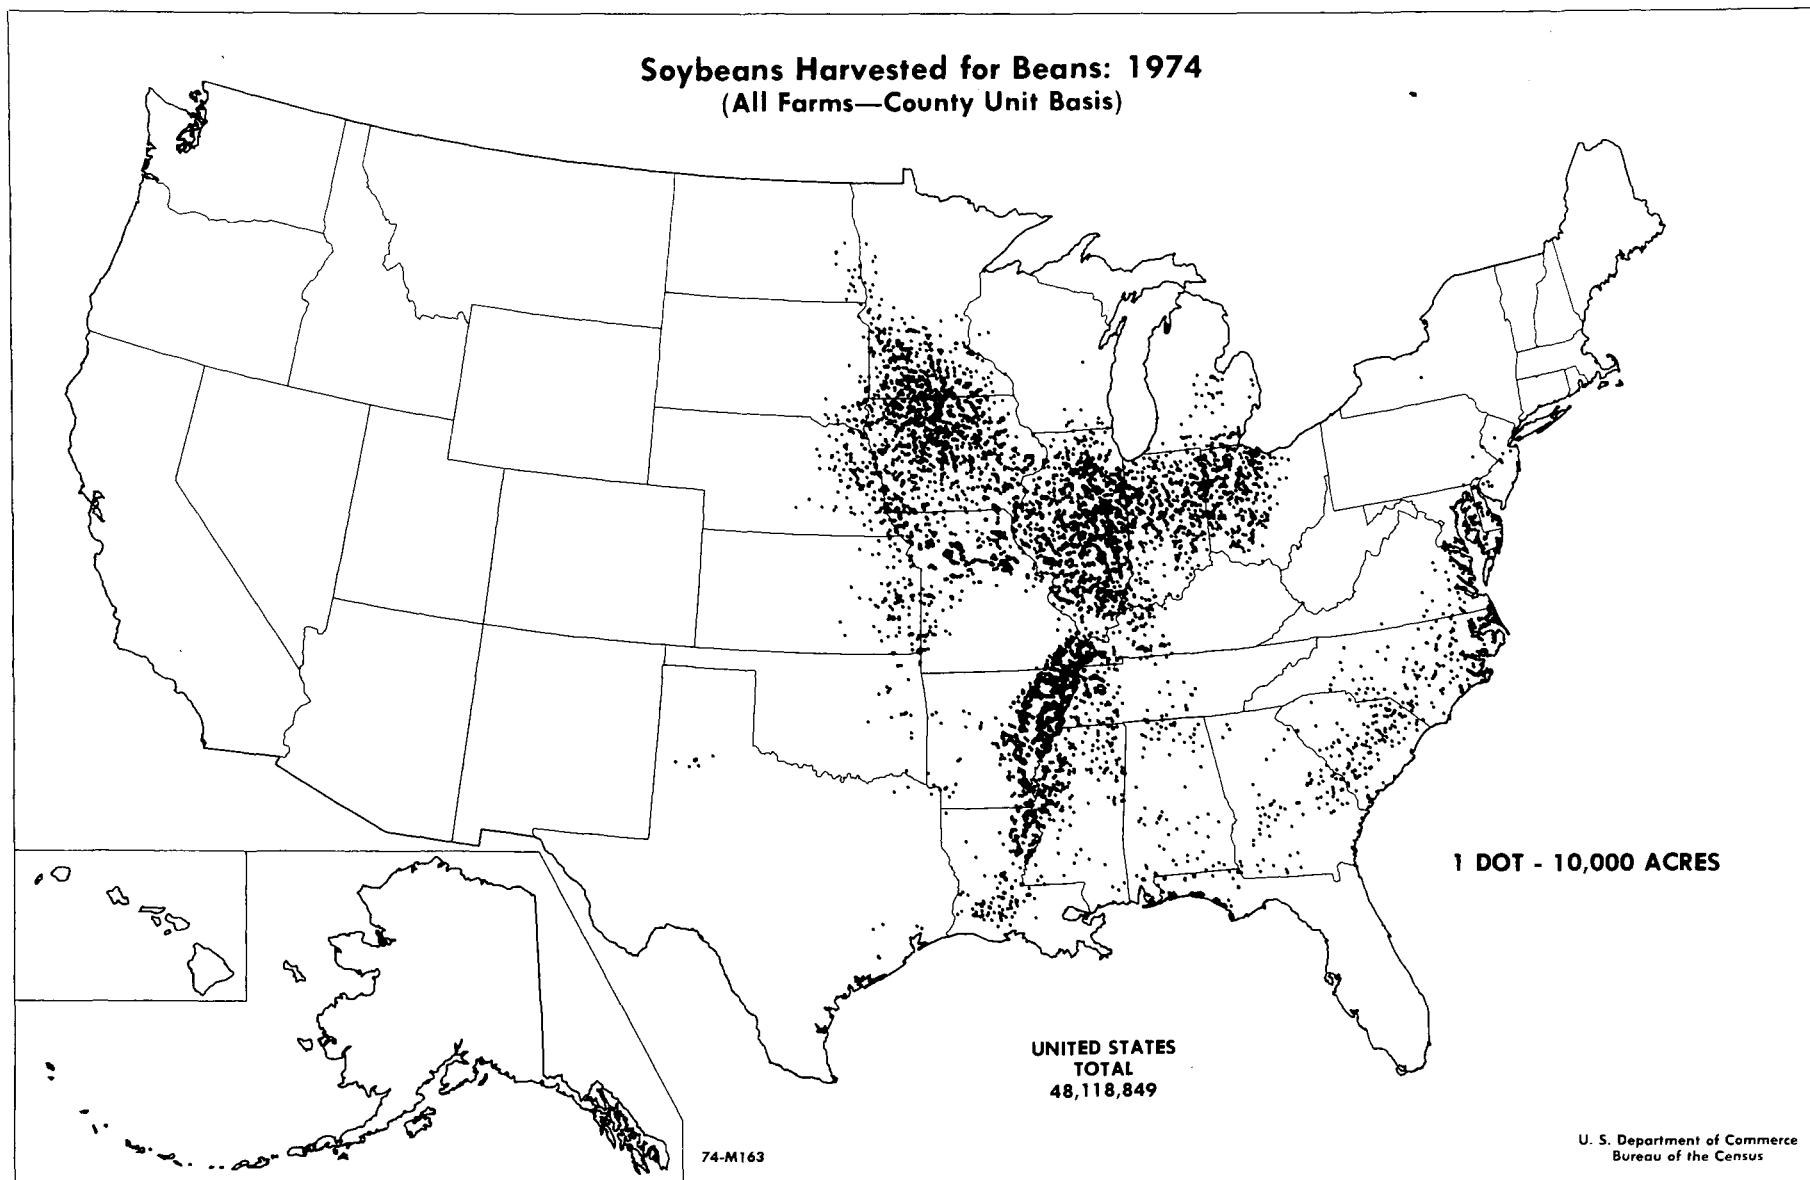 Soybeans Harvested for Beans: 1974
(All Farms—County Unit Basis)
1 DOT - 10,000 ACRES
UNITED STATES
TOTAL
48,118,849
74-M163
U. S. Department of Commerce
Bureau of the Census